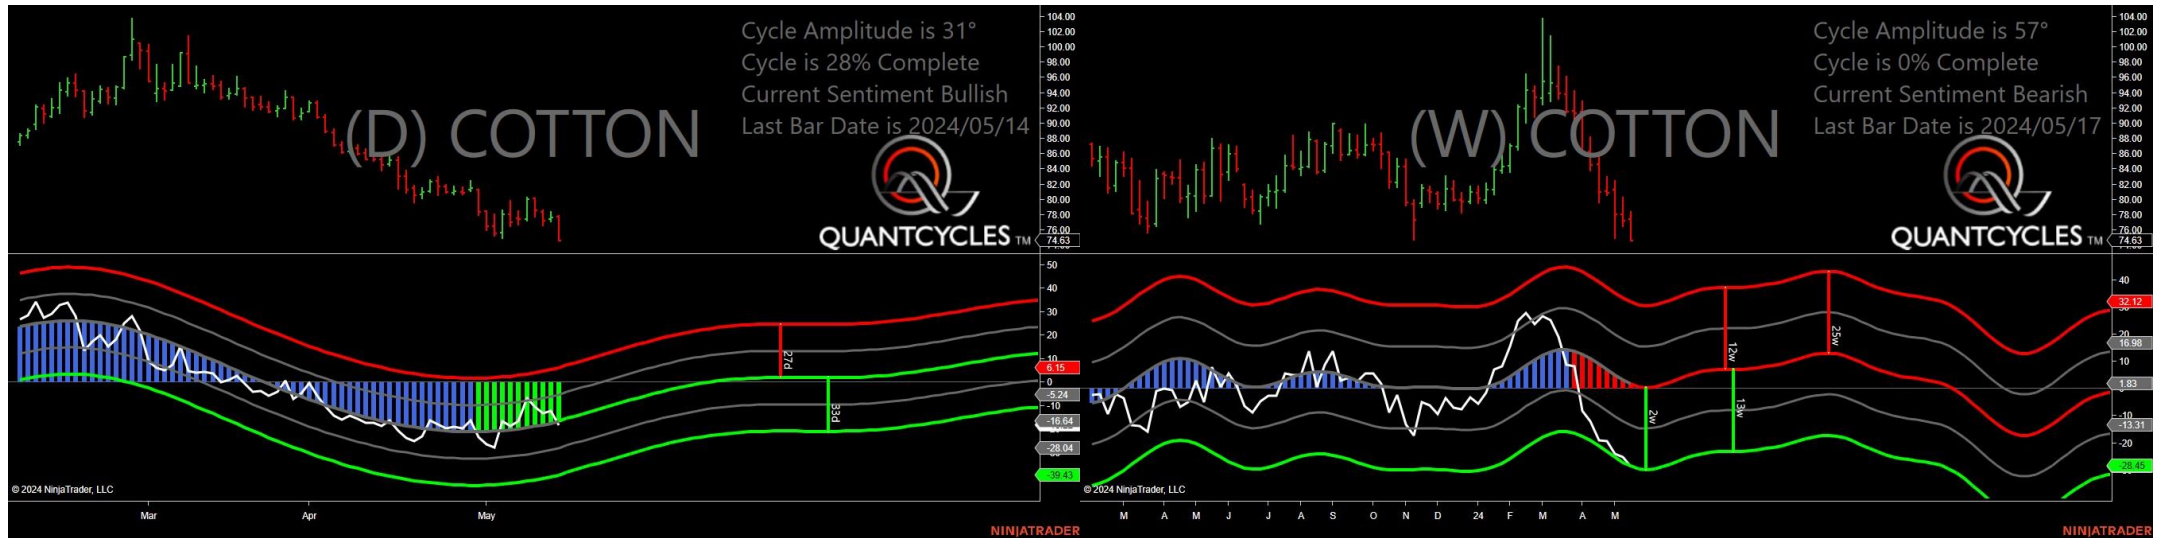 Cycle Amplitude is 31°
Cycle is 28% Complete
Current Sentiment Bullish
Last Bar Date is 2024/05/14
(D) COTTON
QUANTCYCLES TM
104.00
102.00
100.00
98.00
96.00
94.00
92.00
90.00
88.00
86.00
84.00
82.00
80.00
78.00
76.00
74.63
50
40
30
20
10
6.15
0
-5.24
-10
-16.64
-28.04
-39.43
27d
33d
© 2024 NinjaTrader, LLC
Mar
Apr
May
NINJATRADER
Cycle Amplitude is 57°
Cycle is 0% Complete
Current Sentiment Bearish
Last Bar Date is 2024/05/17
(W) COTTON
QUANTCYCLES TM
104.00
102.00
100.00
98.00
96.00
94.00
92.00
90.00
88.00
86.00
84.00
82.00
80.00
78.00
76.00
74.63
40
32.12
20
16.98
10
1.83
-10
-13.31
-20
-28.45
2w
12w
13w
25w
© 2024 NinjaTrader, LLC
M A M J J A S O N D 24 F M A M
NINJATRADER